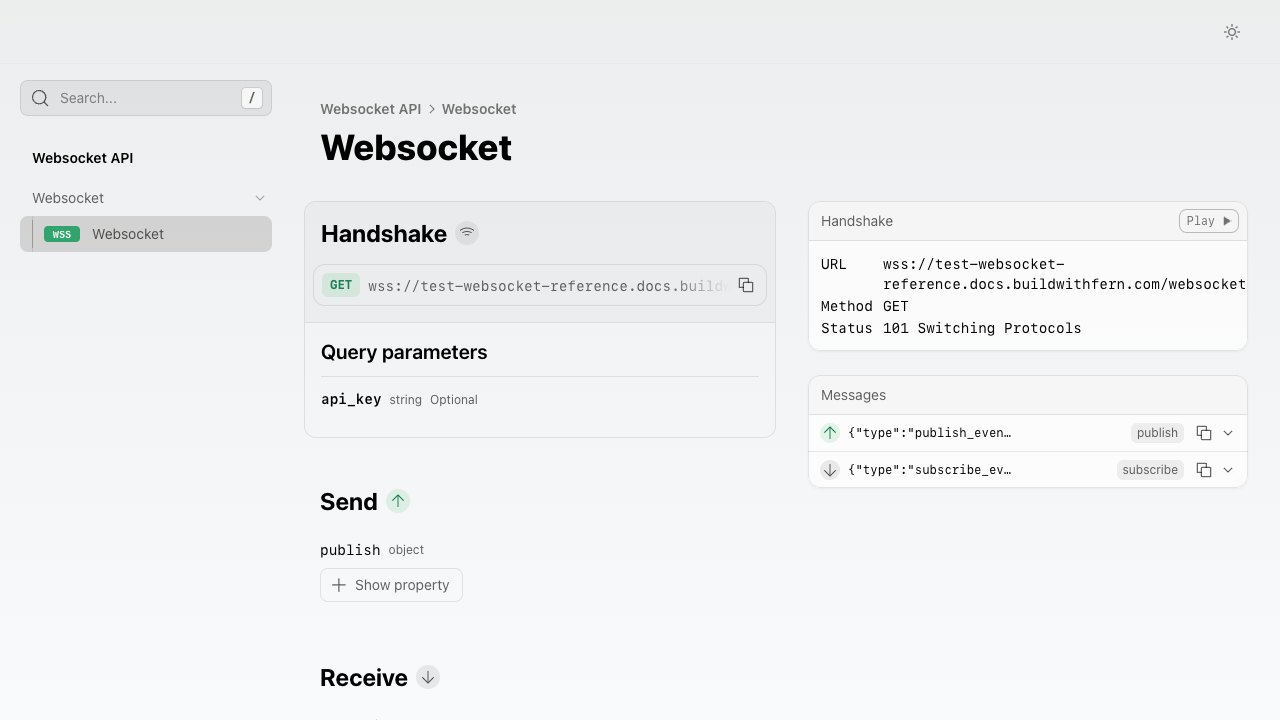 Search...
/
Websocket API
Websocket
WSS Websocket
Websocket API > Websocket
Websocket
Handshake
GET wss://test-websocket-reference.docs.build
Query parameters
api_key string Optional
Send
publish object
Show property
Receive
Handshake
Play
URL wss://test-websocket-
reference.docs.buildwithfern.com/websocket
Method GET
Status 101 Switching Protocols
Messages
{"type":"publish_even… publish
{"type":"subscribe_ev… subscribe